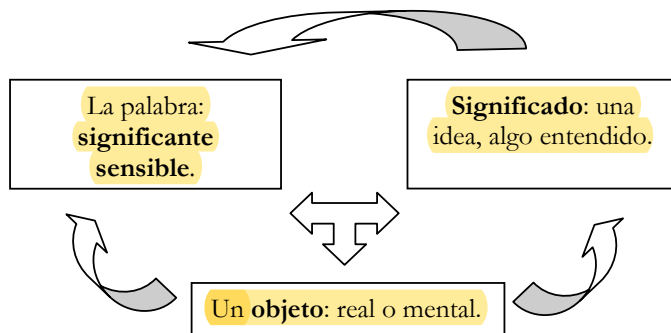 La palabra:
significante
sensible.
Significado: una
idea, algo entendido.
Un objeto: real o mental.